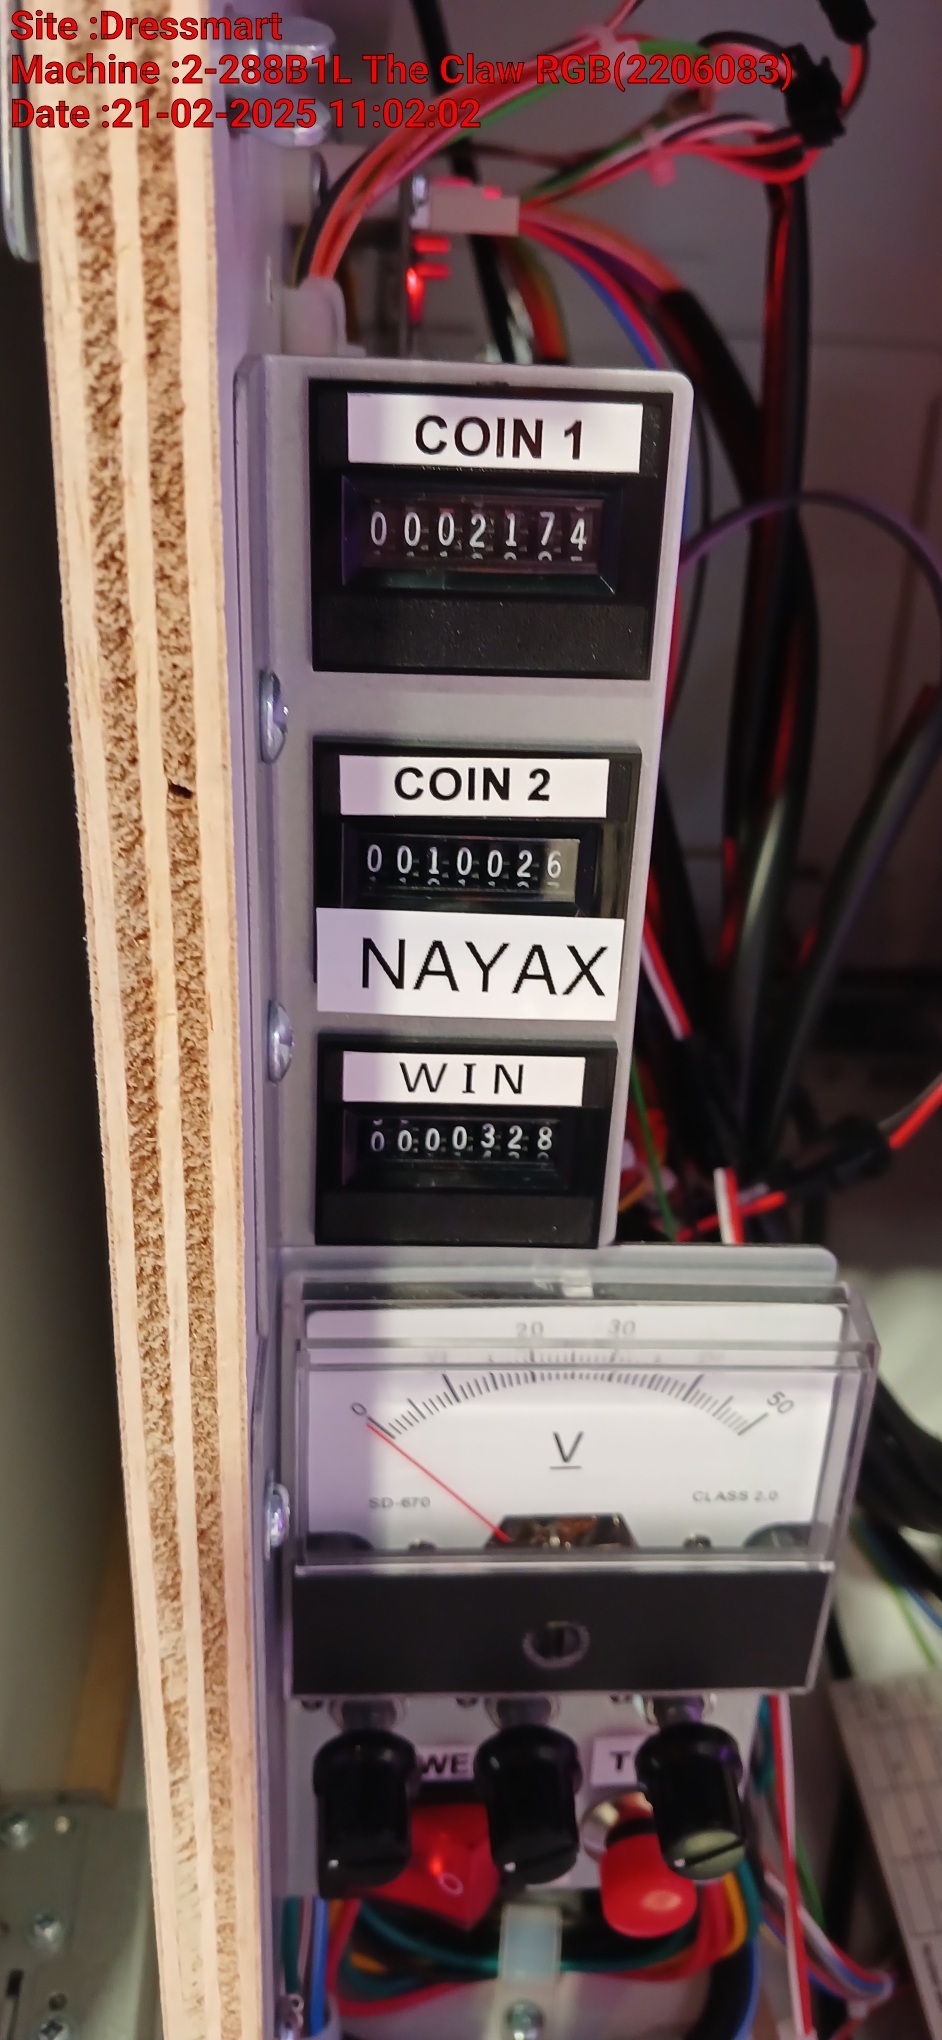 Site :Dressmart
Machine :2-288B1L The Claw RGB(2206083)
Date :21-02-2025 11:02:02
COIN 1
0002174
COIN 2
0010026
NAYAX
WIN
0000328
20 30
0 50
V
SD-670 CLASS 2.0